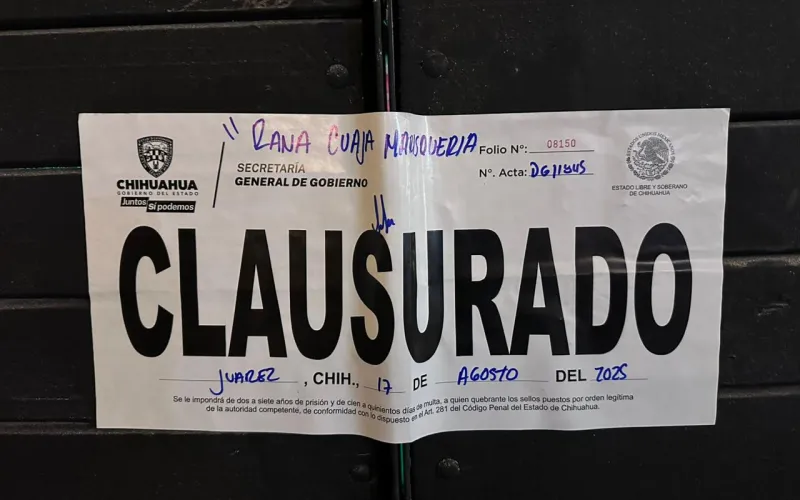 " RANA CUAJA MARISQUERIA
CHIHUAHUA
GOBIERNO DEL ESTADO
Juntos Sí podemos
SECRETARÍA
GENERAL DE GOBIERNO
Folio N°: 08150
N°. Acta:
ESTADO LIBRE Y SOBERANO
DE CHIHUAHUA
CLAUSURADO
JUAREZ, CHIH., 17 DE AGOSTO DEL 2025
Se le impondrá de dos a siete años de prisión y de cien a quinientos días de multa, a quien quebrante los sellos puestos por orden legítima
de la autoridad competente, de conformidad con lo dispuesto en el Art. 281 del Código Penal del Estado de Chihuahua.